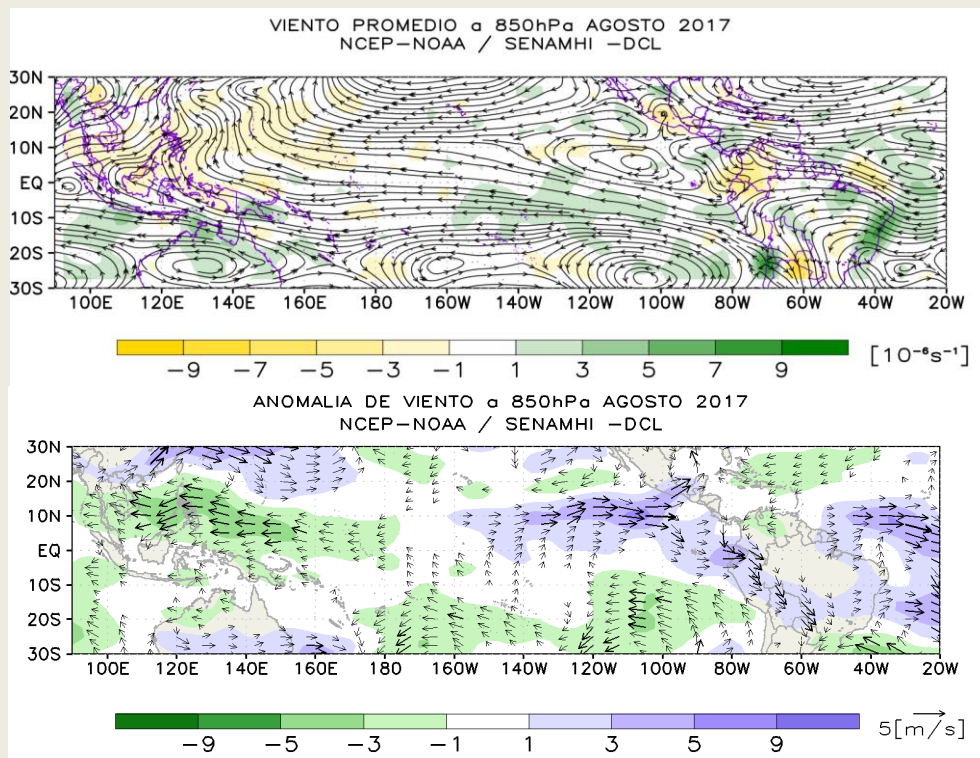 VIENTO PROMEDIO a 850hPa AGOSTO 2017
NCEP-NOAA / SENAMHI -DCL
30N
20N
10N
EQ
10S
20S
30S
100E 120E 140E 160E 180 160W 140W 120W 100W 80W 60W 40W 20W
-9 -7 -5 -3 -1 1 3 5 7 9 [10⁻⁶s⁻¹]
ANOMALIA DE VIENTO a 850hPa AGOSTO 2017
NCEP-NOAA / SENAMHI -DCL
30N
20N
10N
EQ
10S
20S
30S
100E 120E 140E 160E 180 160W 140W 120W 100W 80W 60W 40W 20W
-9 -5 -3 -1 1 3 5 9 5[m/s]